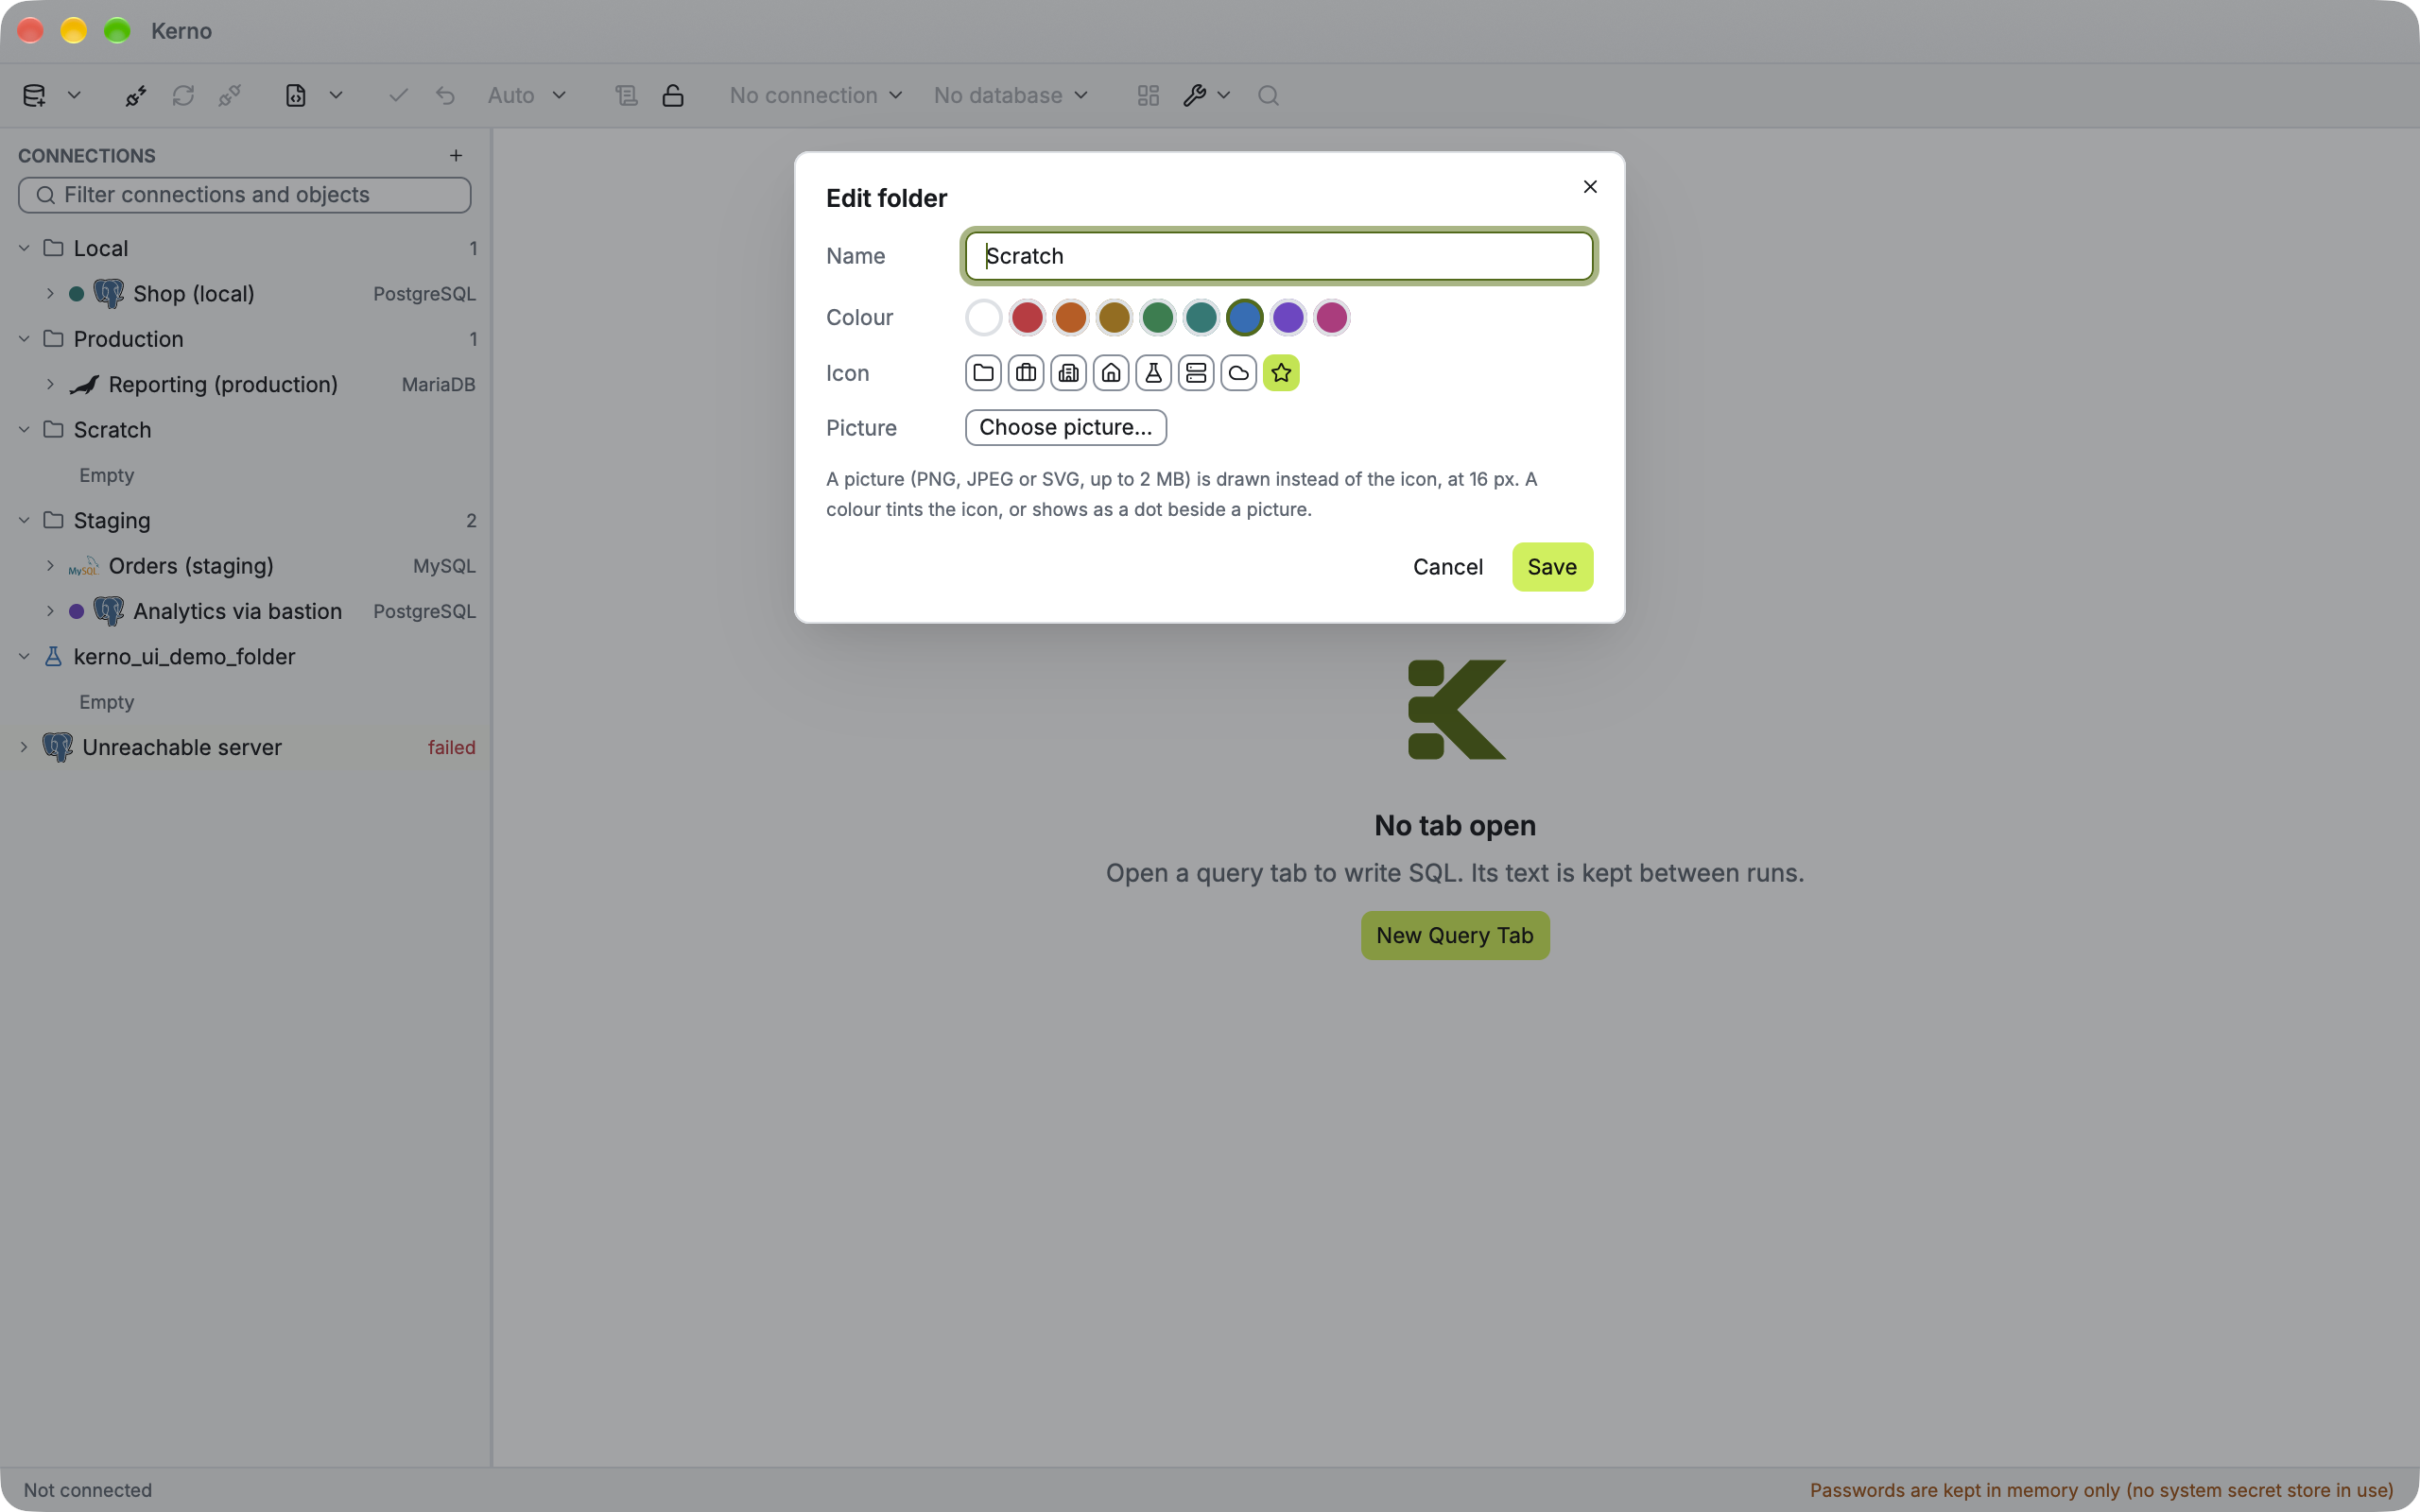 Kerno
Auto
No connection
No database
CONNECTIONS
Filter connections and objects
Local 1
Shop (local) PostgreSQL
Production 1
Reporting (production) MariaDB
Scratch
Empty
Staging 2
MySQL Orders (staging) MySQL
Analytics via bastion PostgreSQL
kerno_ui_demo_folder
Empty
Unreachable server failed
Edit folder
Name Scratch
Colour
Icon
Picture Choose picture...
A picture (PNG, JPEG or SVG, up to 2 MB) is drawn instead of the icon, at 16 px. A
colour tints the icon, or shows as a dot beside a picture.
Cancel Save
No tab open
Open a query tab to write SQL. Its text is kept between runs.
New Query Tab
Not connected
Passwords are kept in memory only (no system secret store in use)